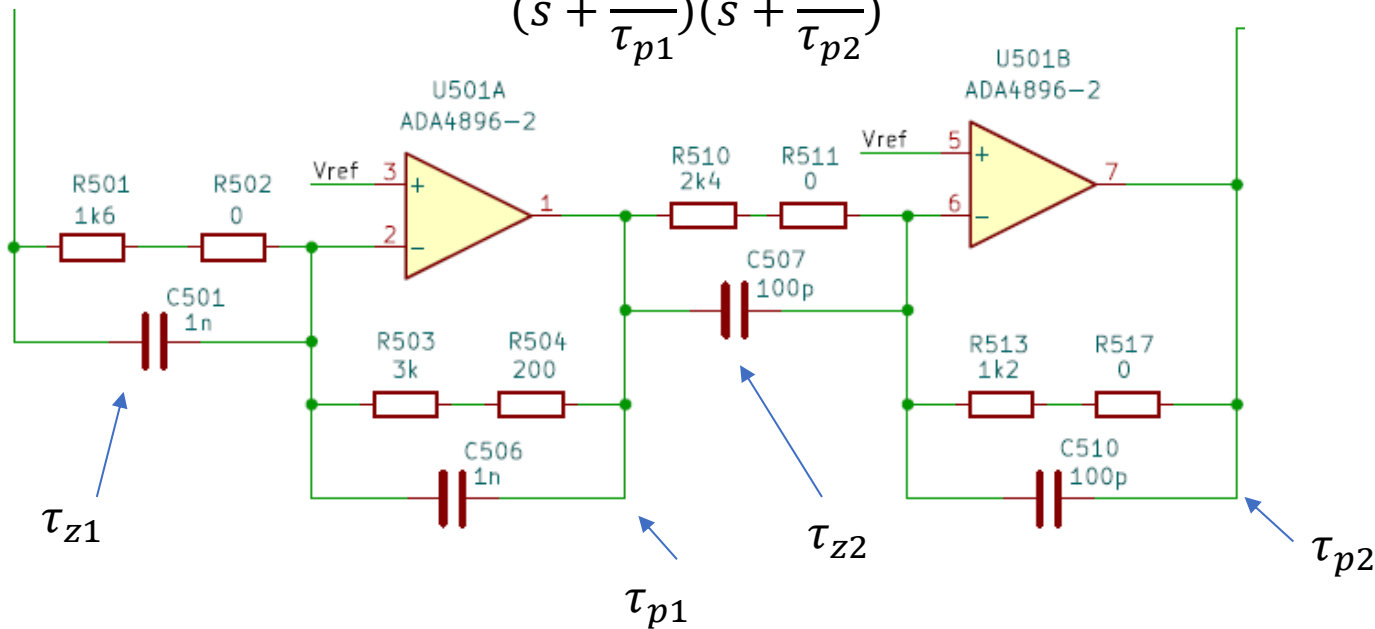 (s + τp1)(s + τp2)
U501A
ADA4896-2
U501B
ADA4896-2
Vref 3 + 1
2 −
Vref 5 + 7
6 −
R501
1k6
R502
0
R510
2k4
R511
0
C501
1n
C507
100p
R503
3k
R504
200
R513
1k2
R517
0
C506
1n
C510
100p
τz1
τp1
τz2
τp2